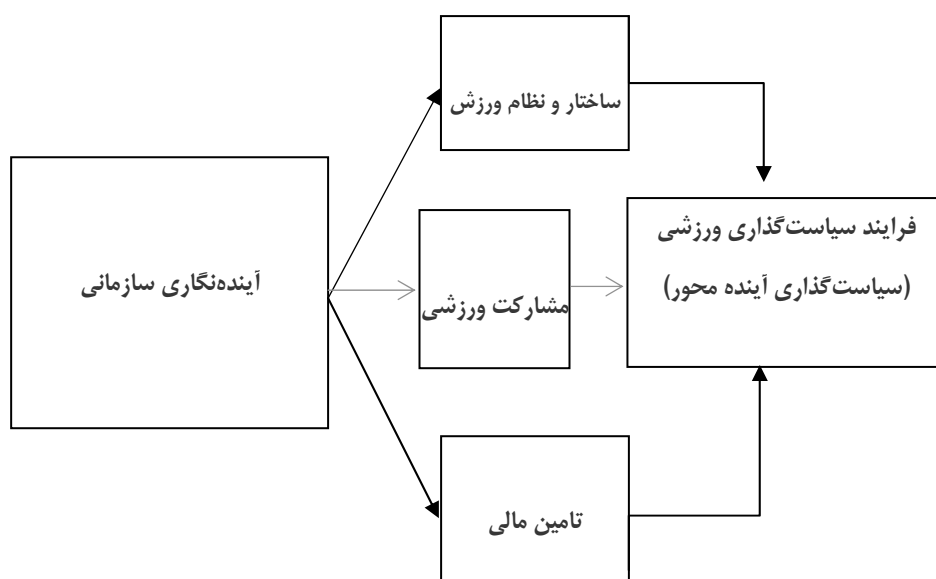 ساختار و نظام ورزش
آینده‌نگاری سازمانی
مشارکت ورزشی
فرایند سیاست‌گذاری ورزشی
(سیاست‌گذاری آینده محور)
تامین مالی